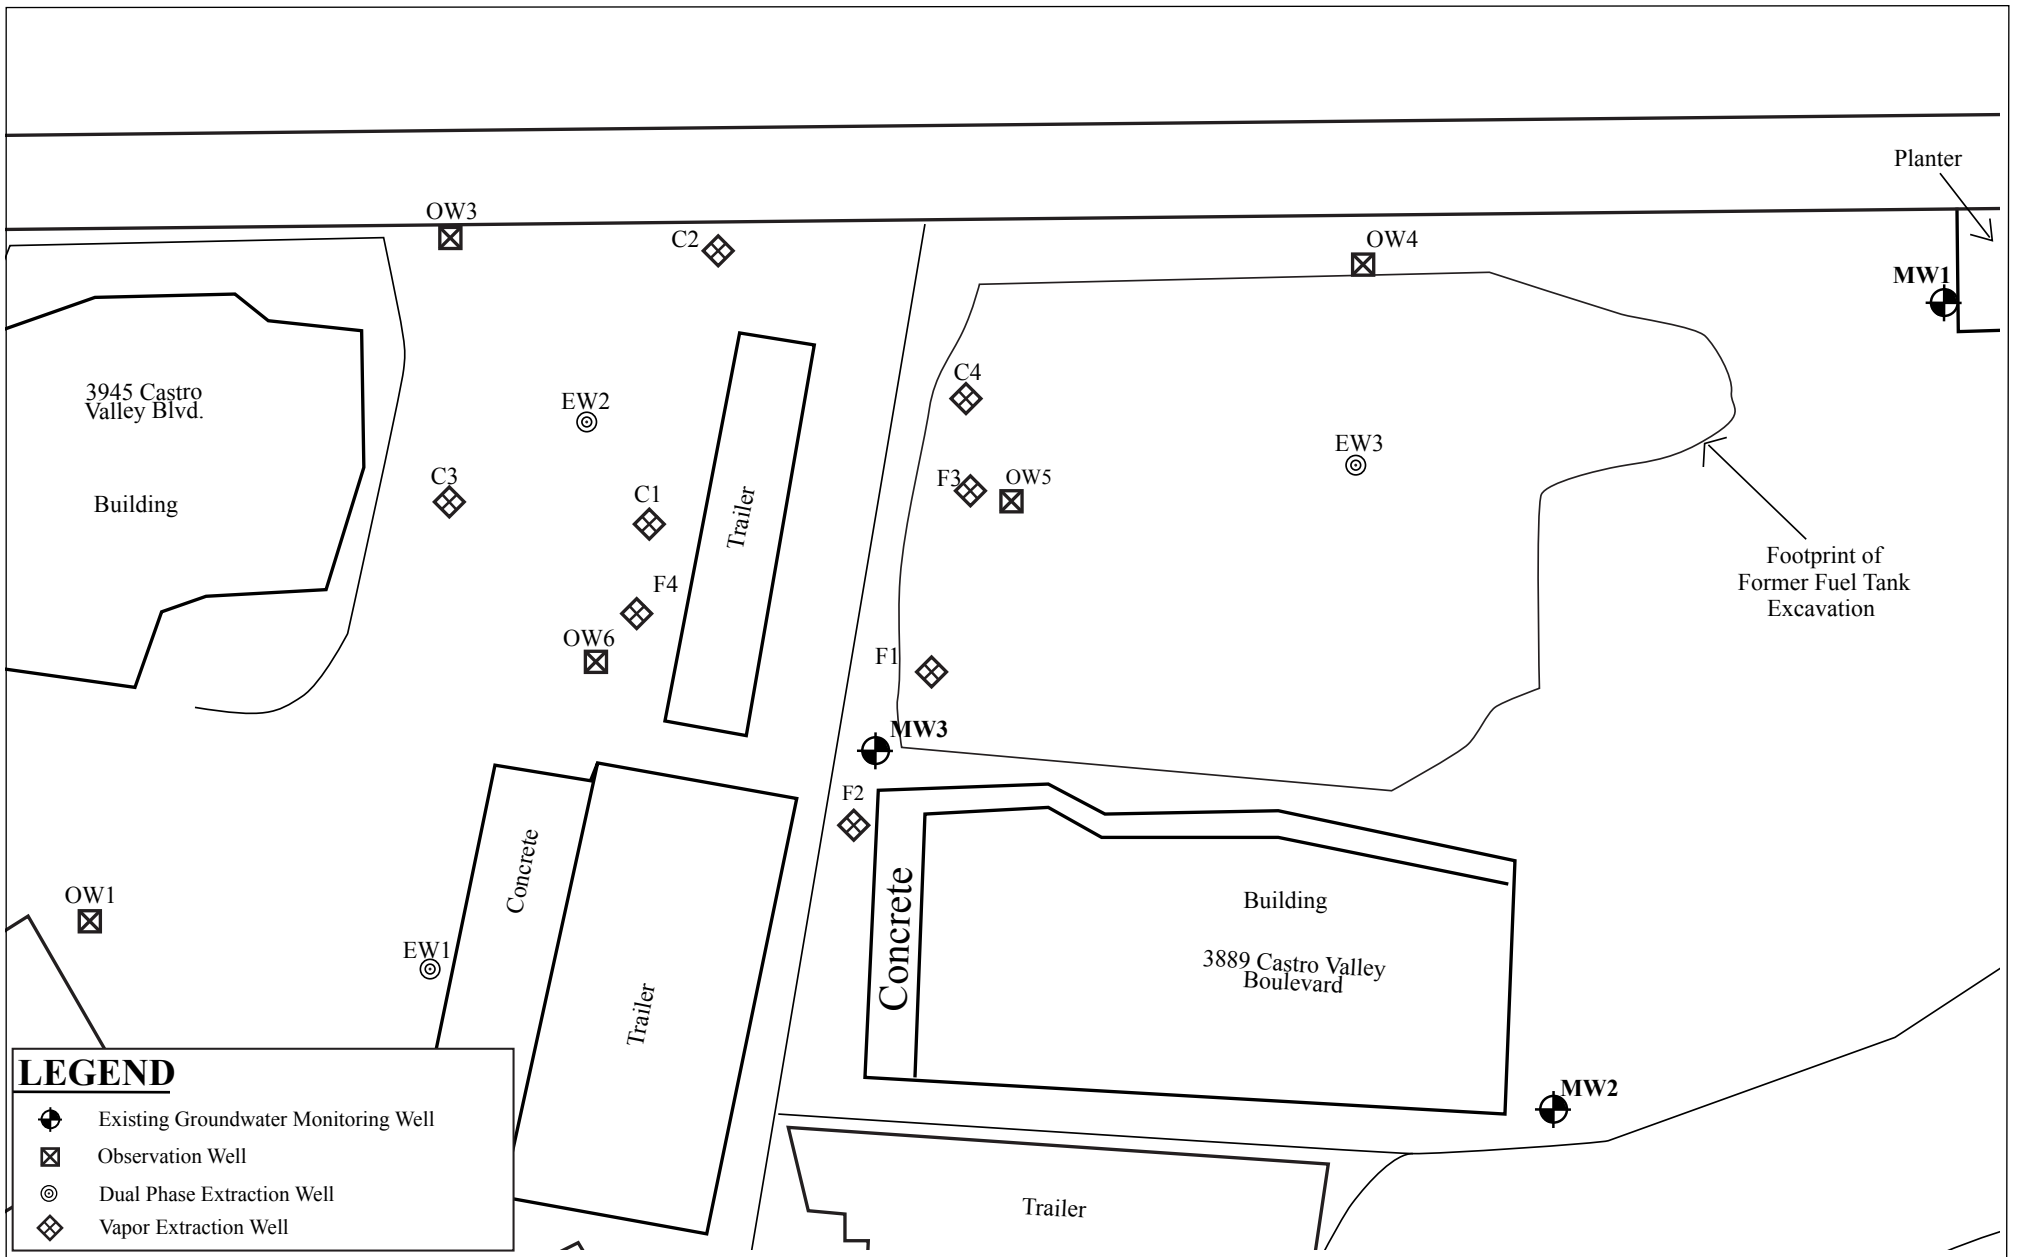 Planter
OW3
C2
OW4
MW1
C4
3945 Castro
Valley Blvd.
EW2
EW3
C3
F3
OW5
C1
Building
Trailer
Footprint of
Former Fuel Tank
Excavation
F4
OW6
F1
MW3
F2
Concrete
OW1
Concrete
Building
EW1
3889 Castro Valley
Boulevard
Trailer
MW2
LEGEND
Existing Groundwater Monitoring Well
Observation Well
Dual Phase Extraction Well
Vapor Extraction Well
Trailer